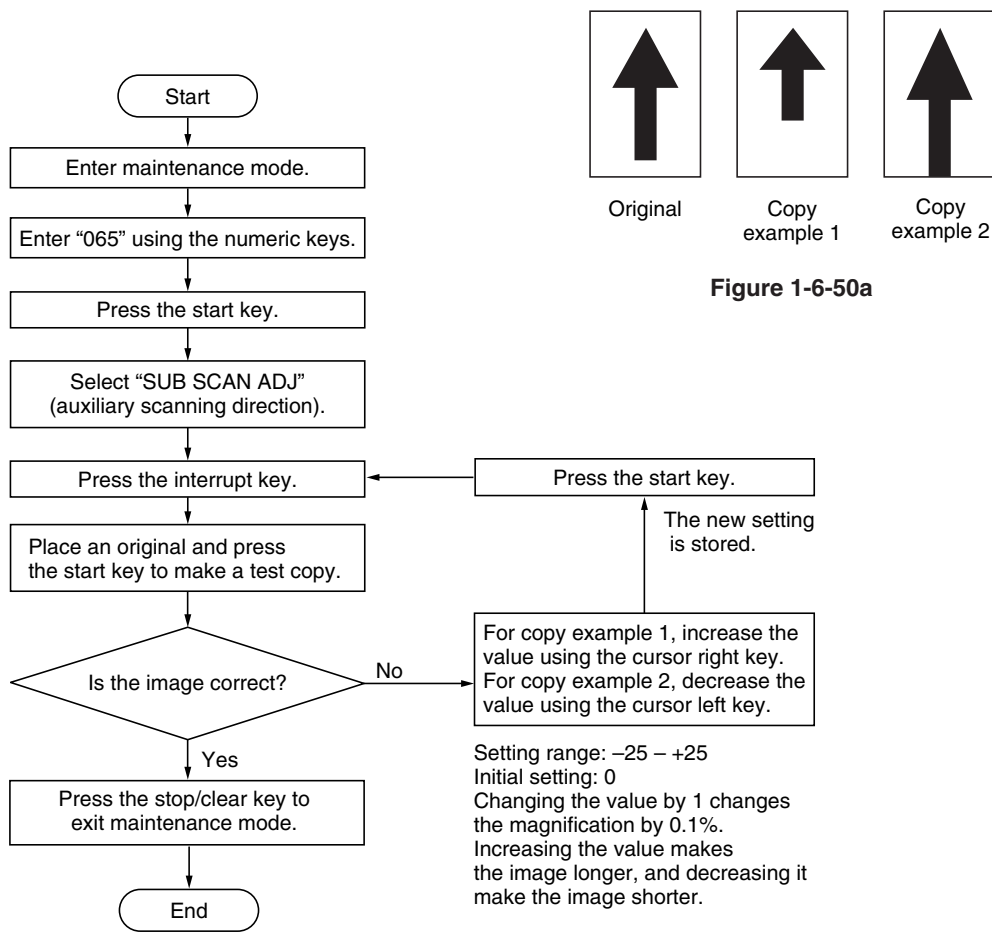 Start
Enter maintenance mode.
Enter “065” using the numeric keys.
Press the start key.
Select “SUB SCAN ADJ”
(auxiliary scanning direction).
Press the interrupt key.
Place an original and press
the start key to make a test copy.
Is the image correct?
No
Yes
Press the stop/clear key to
exit maintenance mode.
End
Press the start key.
The new setting
is stored.
For copy example 1, increase the
value using the cursor right key.
For copy example 2, decrease the
value using the cursor left key.
Setting range: –25 – +25
Initial setting: 0
Changing the value by 1 changes
the magnification by 0.1%.
Increasing the value makes
the image longer, and decreasing it
make the image shorter.
Original
Copy
example 1
Copy
example 2
Figure 1-6-50a